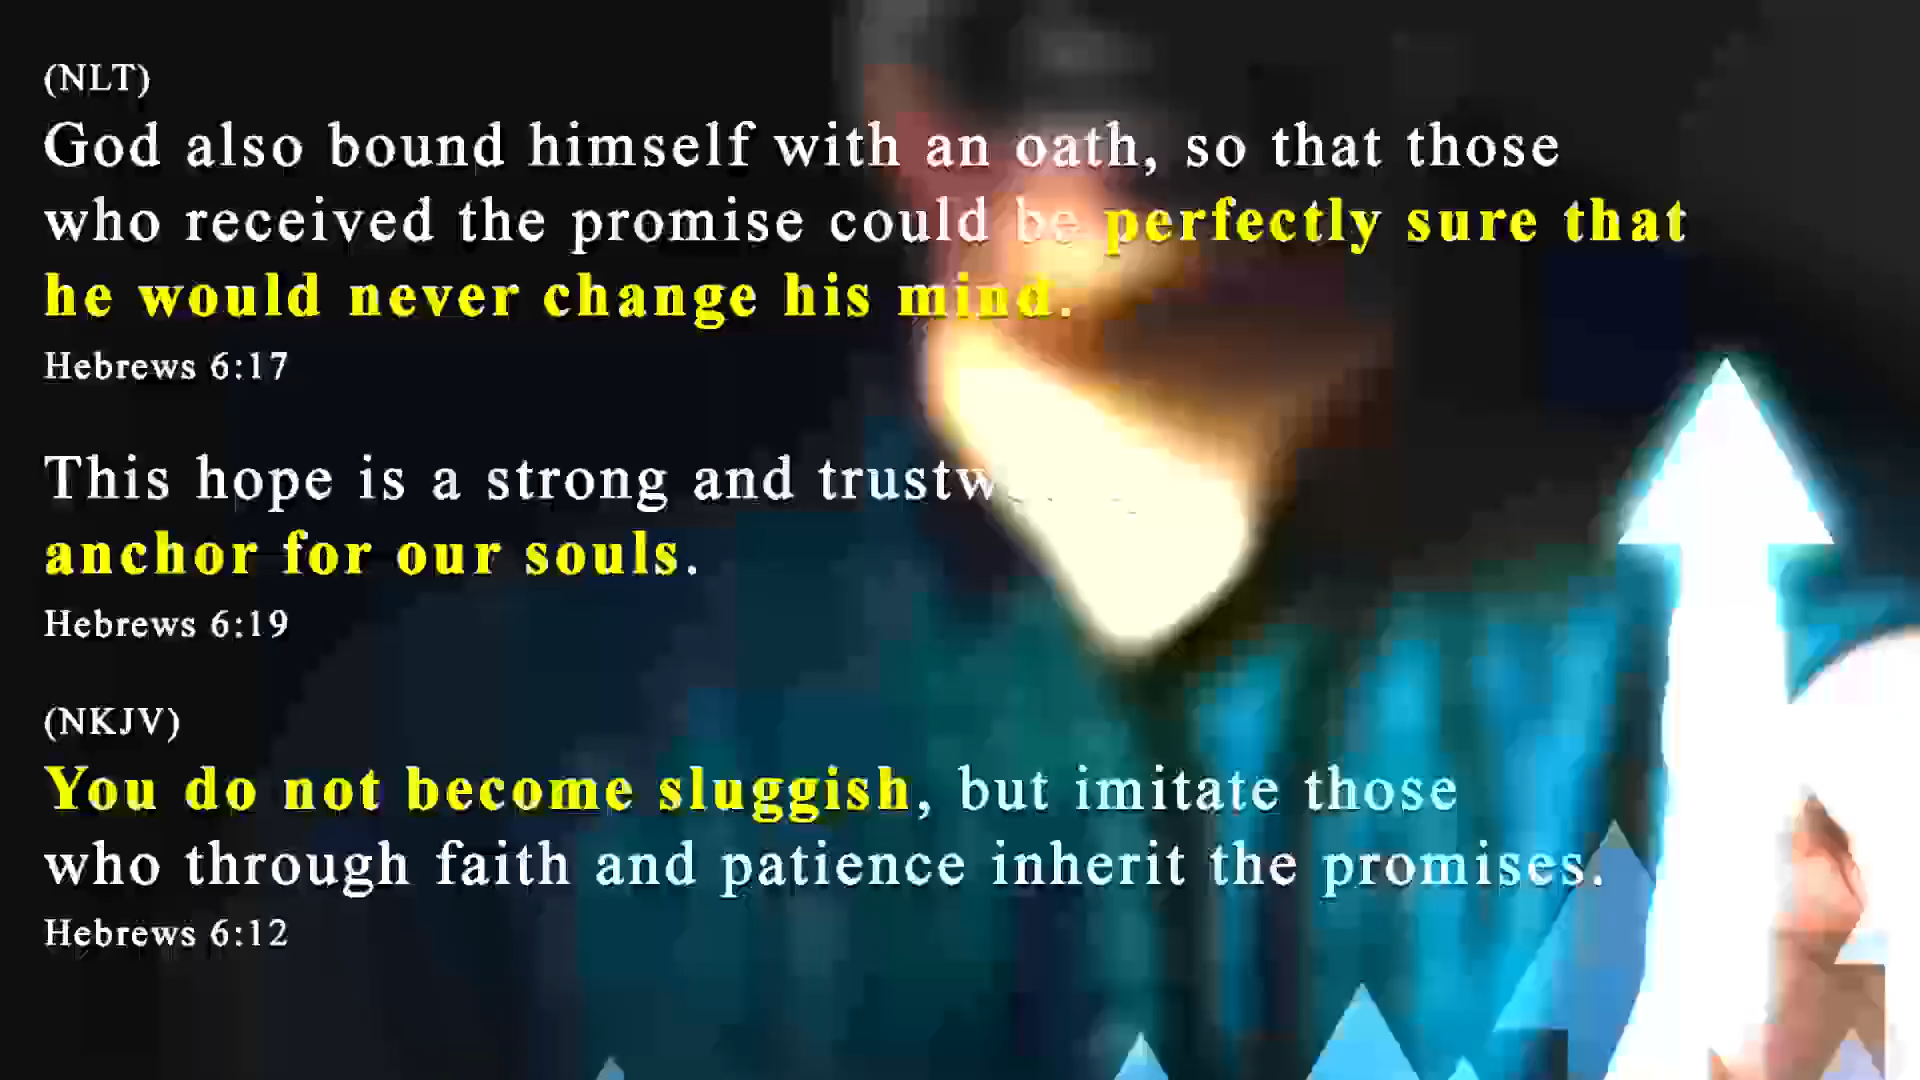 (NLT)
God also bound himself with an oath, so that those
who received the promise could be perfectly sure that
he would never change his mind.
Hebrews 6:17
This hope is a strong and
anchor for our souls.
Hebrews 6:19
(NKJV)
You do not become sluggish, but imitate those
who through faith and patience inherit the promises.
Hebrews 6:12